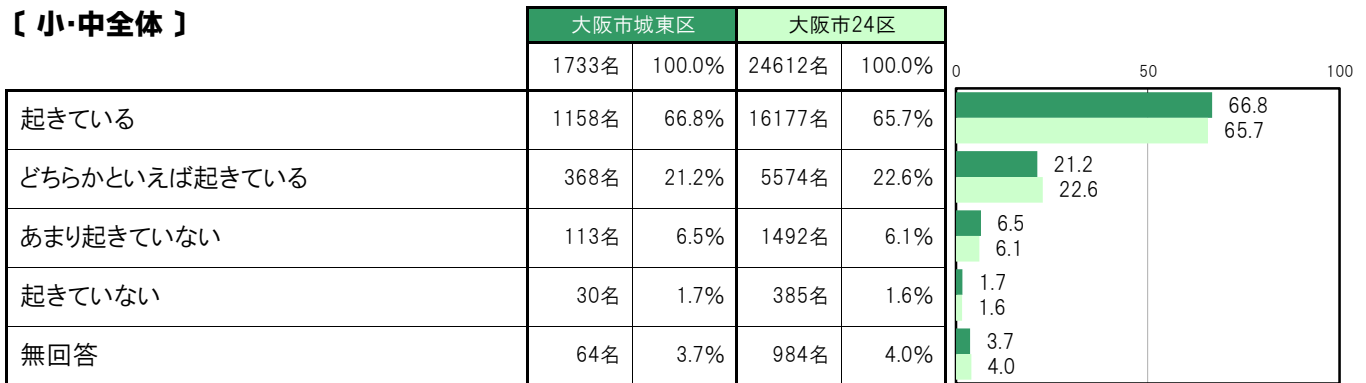 〔 小・中全体 〕
大阪市城東区 大阪市24区
1733名 100.0% 24612名 100.0%
0 50 100
起きている 1158名 66.8% 16177名 65.7%
66.8
65.7
どちらかといえば起きている 368名 21.2% 5574名 22.6%
21.2
22.6
あまり起きていない 113名 6.5% 1492名 6.1%
6.5
6.1
起きていない 30名 1.7% 385名 1.6%
1.7
1.6
無回答 64名 3.7% 984名 4.0%
3.7
4.0